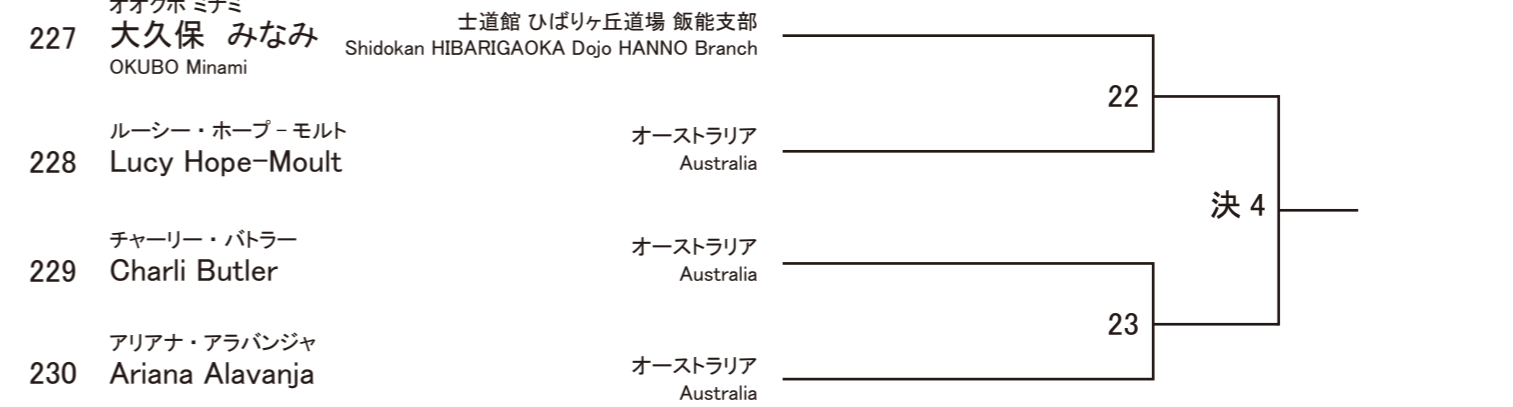 オオクボ ミナミ
227 大久保 みなみ 士道館 ひばりヶ丘道場 飯能支部
OKUBO Minami Shidokan HIBARIGAOKA Dojo HANNO Branch
22
ルーシー・ホープ-モルト オーストラリア
228 Lucy Hope-Moult Australia
決 4
チャーリー・バトラー オーストラリア
229 Charli Butler Australia
23
アリアナ・アラバンジャ オーストラリア
230 Ariana Alavanja Australia